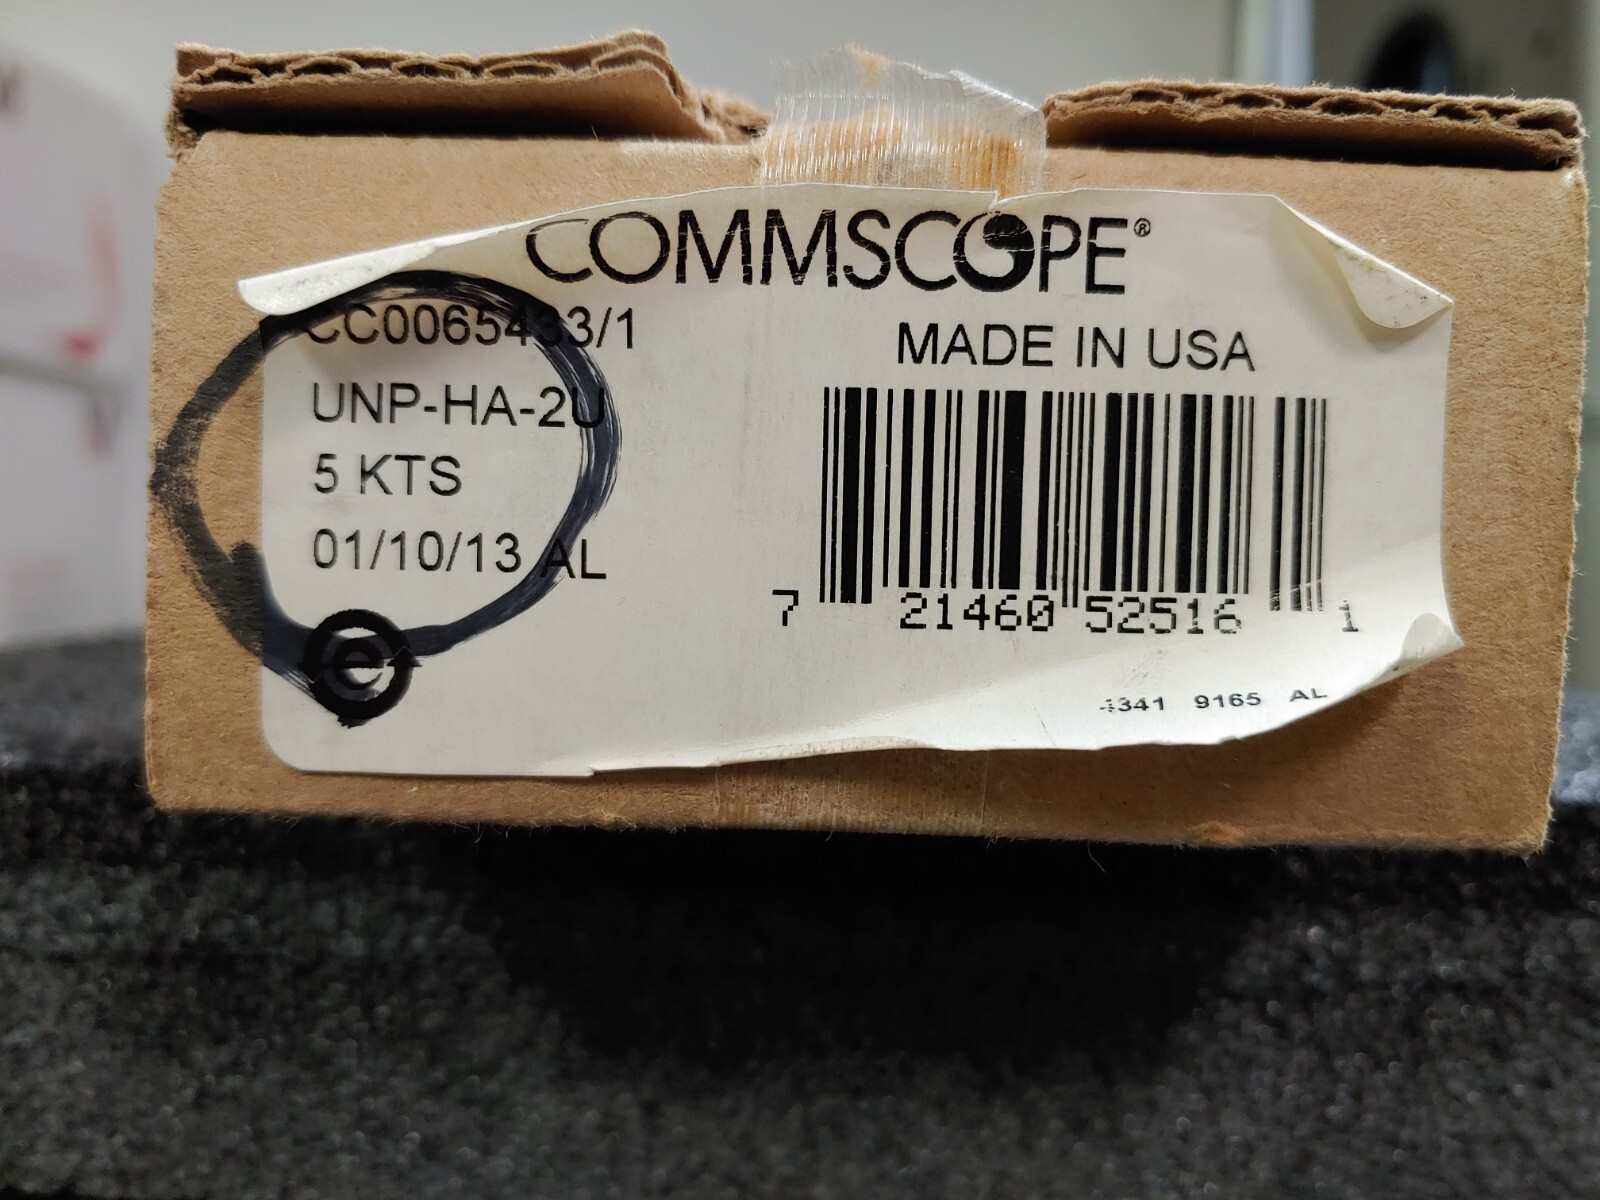 COMMSCOPE®
CC0065433/1
UNP-HA-2U
5 KTS
01/10/13 AL
e
MADE IN USA
7 21460 52516 1
4341 9165 AL